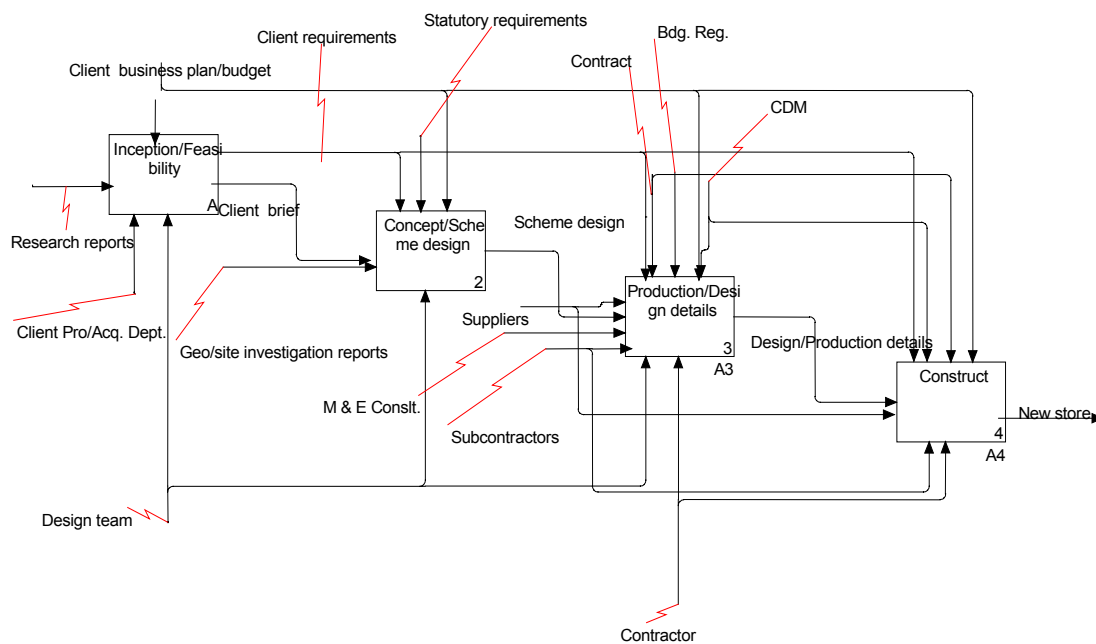 Statutory requirements
Bdg. Reg.
Client requirements
Contract
Client  business plan/budget
CDM
Inception/Feasi
bility
A
Client  brief
Research reports
Concept/Sche
me design
2
Scheme design
Production/Desi
gn details
3
A3
Suppliers
Client Pro/Acq. Dept.
Geo/site investigation reports
Design/Production details
M & E Conslt.
Construct
4
A4
New store
Subcontractors
Design team
Contractor